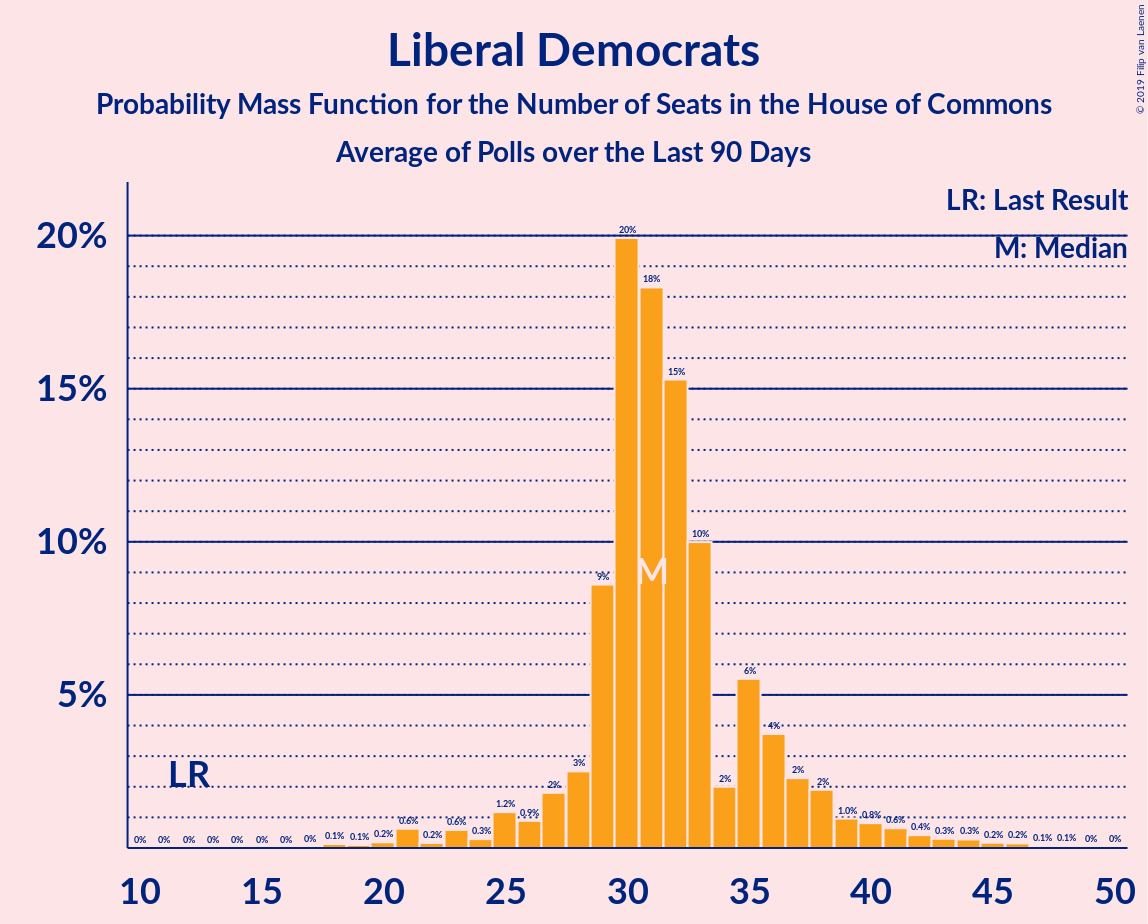 Liberal Democrats
Probability Mass Function for the Number of Seats in the House of Commons
Average of Polls over the Last 90 Days
© 2019 Filip van Laenen
LR: Last Result
M: Median
20%
15%
10%
5%
0% 0% 0% 0% 0% 0% 0% 0% 0.1% 0.1% 0.2% 0.6% 0.2% 0.6% 0.3% 1.2% 0.9% 2% 3% 9% 20% 18% 15% 10% 2% 6% 4% 2% 2% 1.0% 0.8% 0.6% 0.4% 0.3% 0.3% 0.2% 0.2% 0.1% 0.1% 0% 0%
M
LR
10 15 20 25 30 35 40 45 50